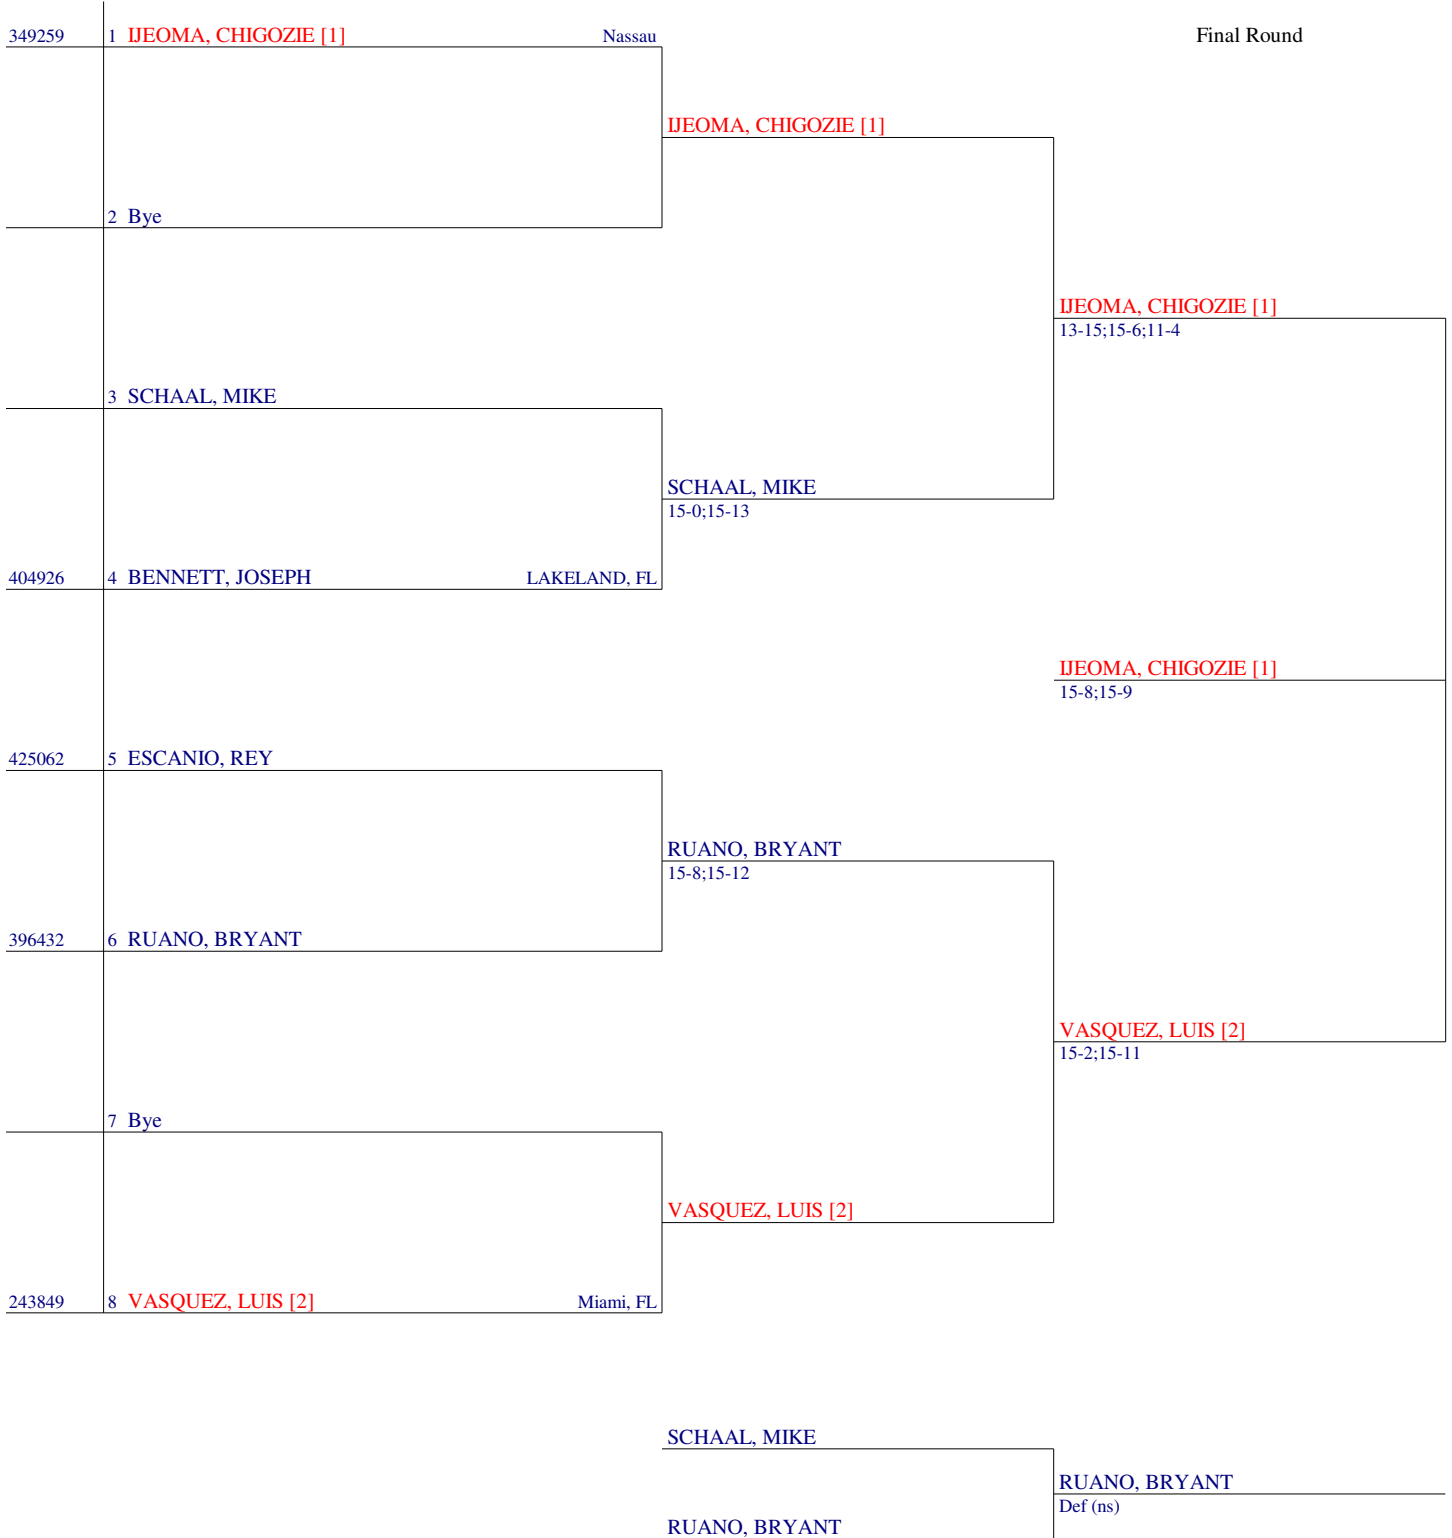 349259 1 IJEOMA, CHIGOZIE [1] Nassau Final Round
IJEOMA, CHIGOZIE [1]
2 Bye
IJEOMA, CHIGOZIE [1]
13-15;15-6;11-4
3 SCHAAL, MIKE
SCHAAL, MIKE
15-0;15-13
404926 4 BENNETT, JOSEPH LAKELAND, FL
IJEOMA, CHIGOZIE [1]
15-8;15-9
425062 5 ESCANIO, REY
RUANO, BRYANT
15-8;15-12
396432 6 RUANO, BRYANT
VASQUEZ, LUIS [2]
15-2;15-11
7 Bye
VASQUEZ, LUIS [2]
243849 8 VASQUEZ, LUIS [2] Miami, FL
SCHAAL, MIKE
RUANO, BRYANT
Def (ns)
RUANO, BRYANT